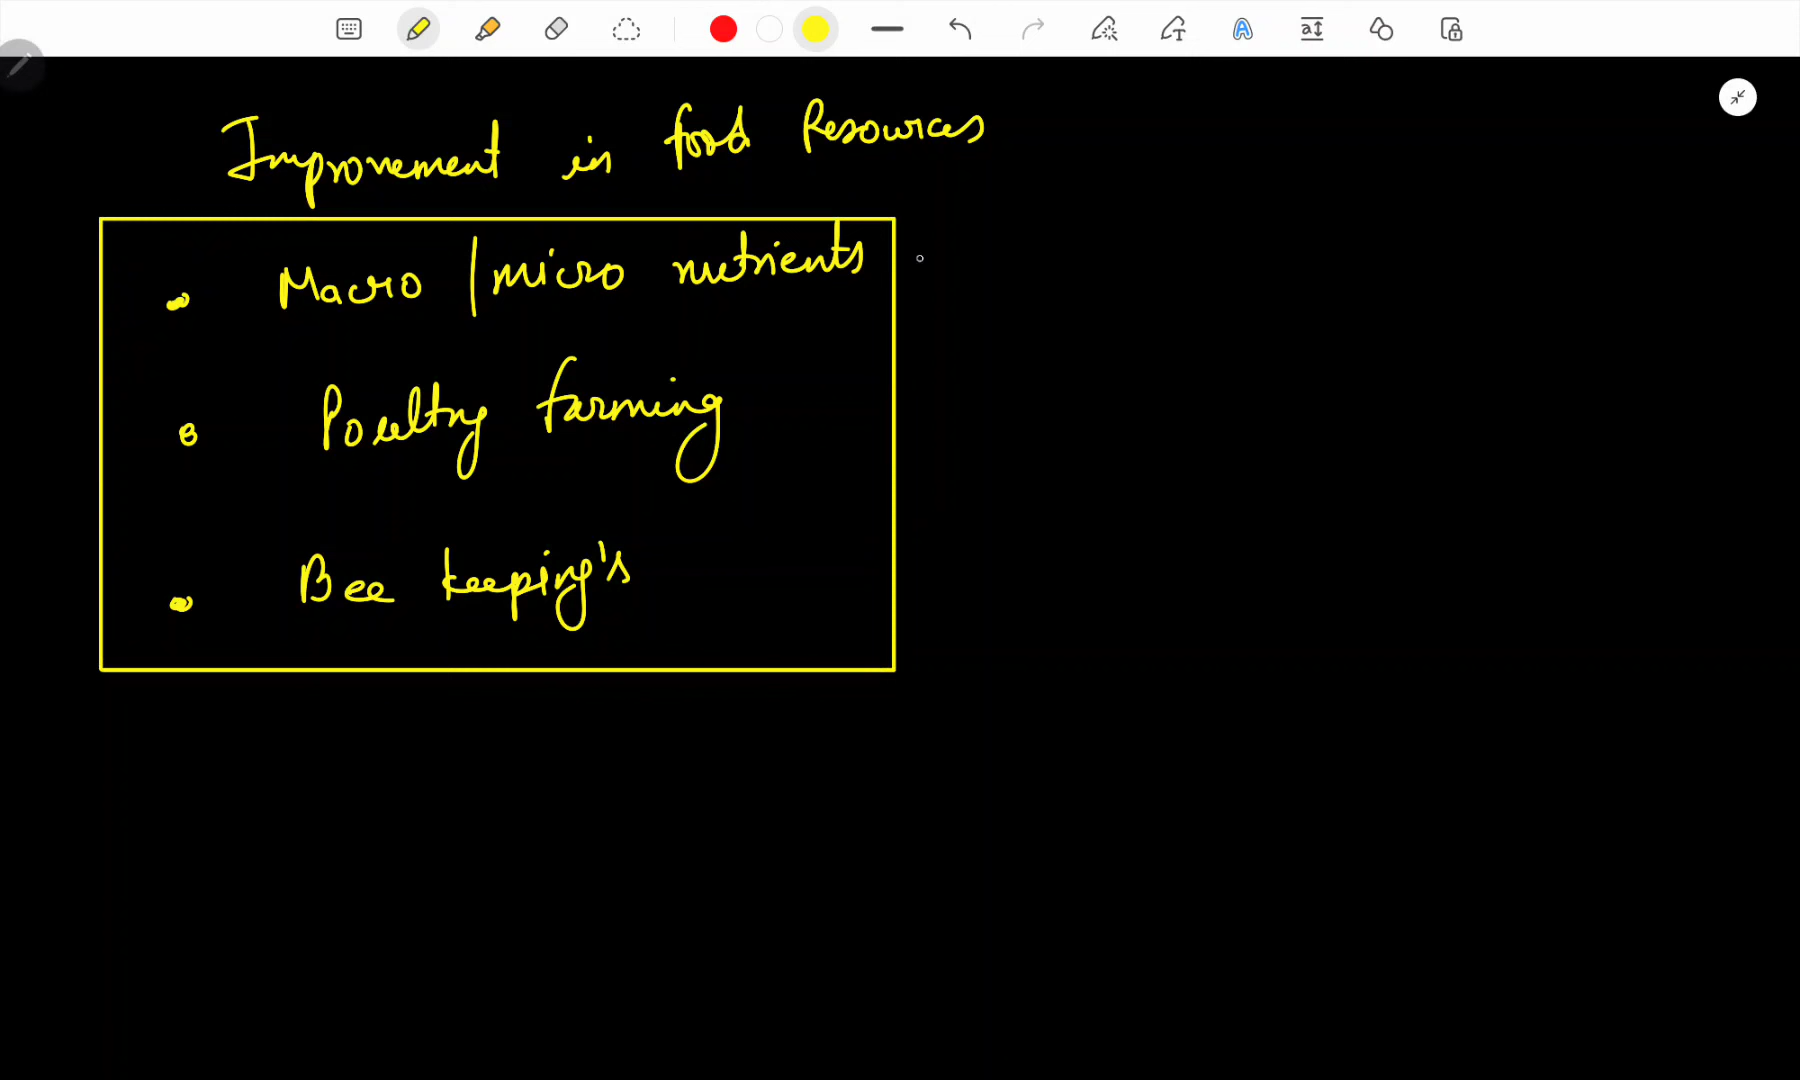 Improvement in food Resources
• Macro | micro nutrients
• Poultry farming
• Bee keeping's